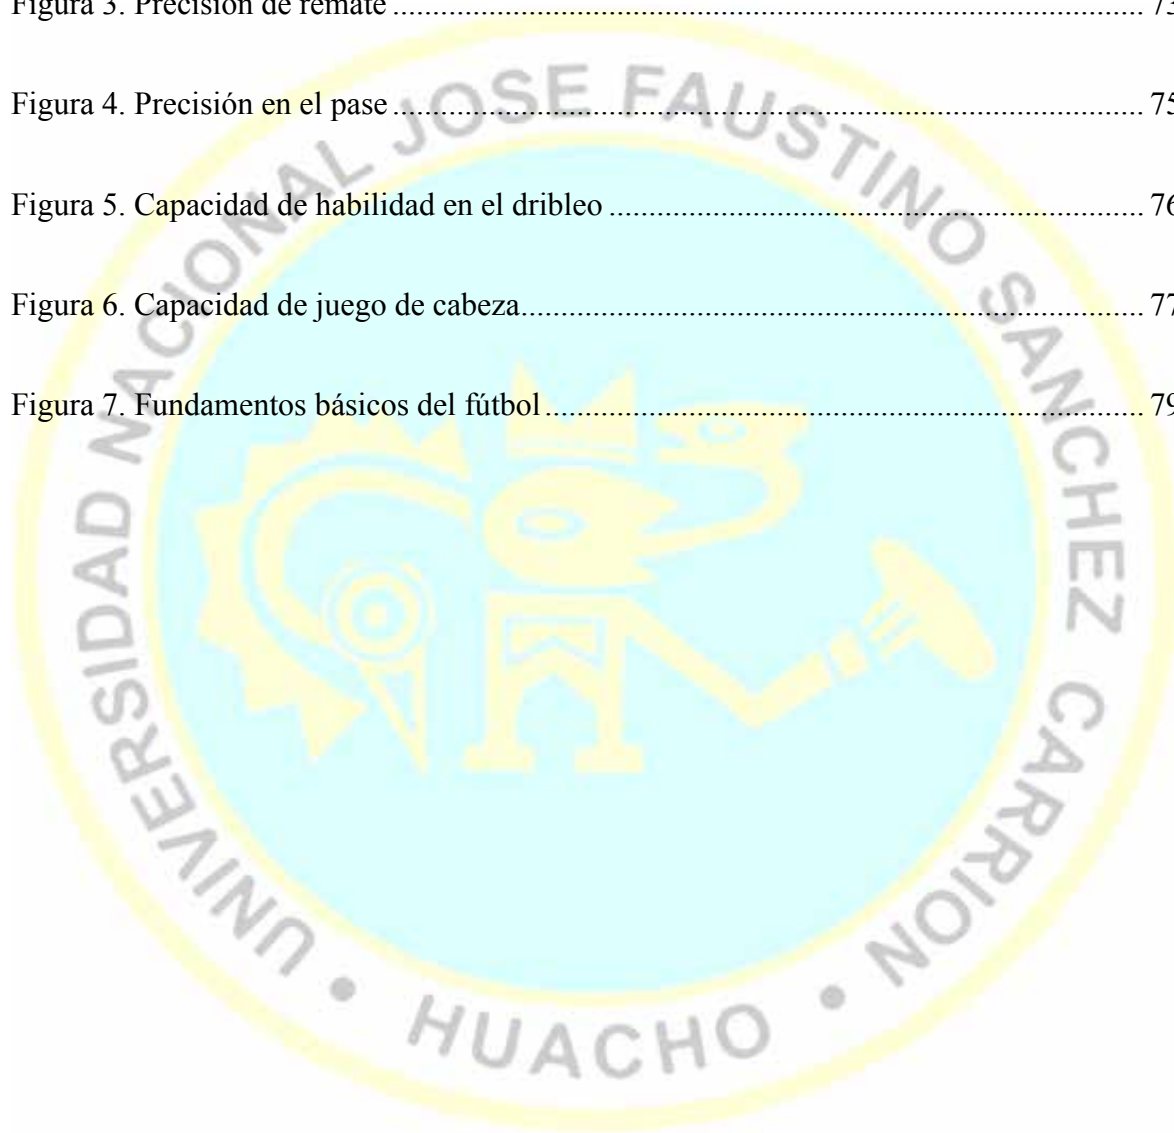 Figura 3. Precisión de remate ........................................................ 73
Figura 4. Precisión en el pase ........................................................ 75
Figura 5. Capacidad de habilidad en el dribleo ........................................................ 76
Figura 6. Capacidad de juego de cabeza ........................................................ 77
Figura 7. Fundamentos básicos del fútbol ........................................................ 79
UNIVERSIDAD NACIONAL JOSE FAUSTINO SANCHEZ CARRION • HUACHO •